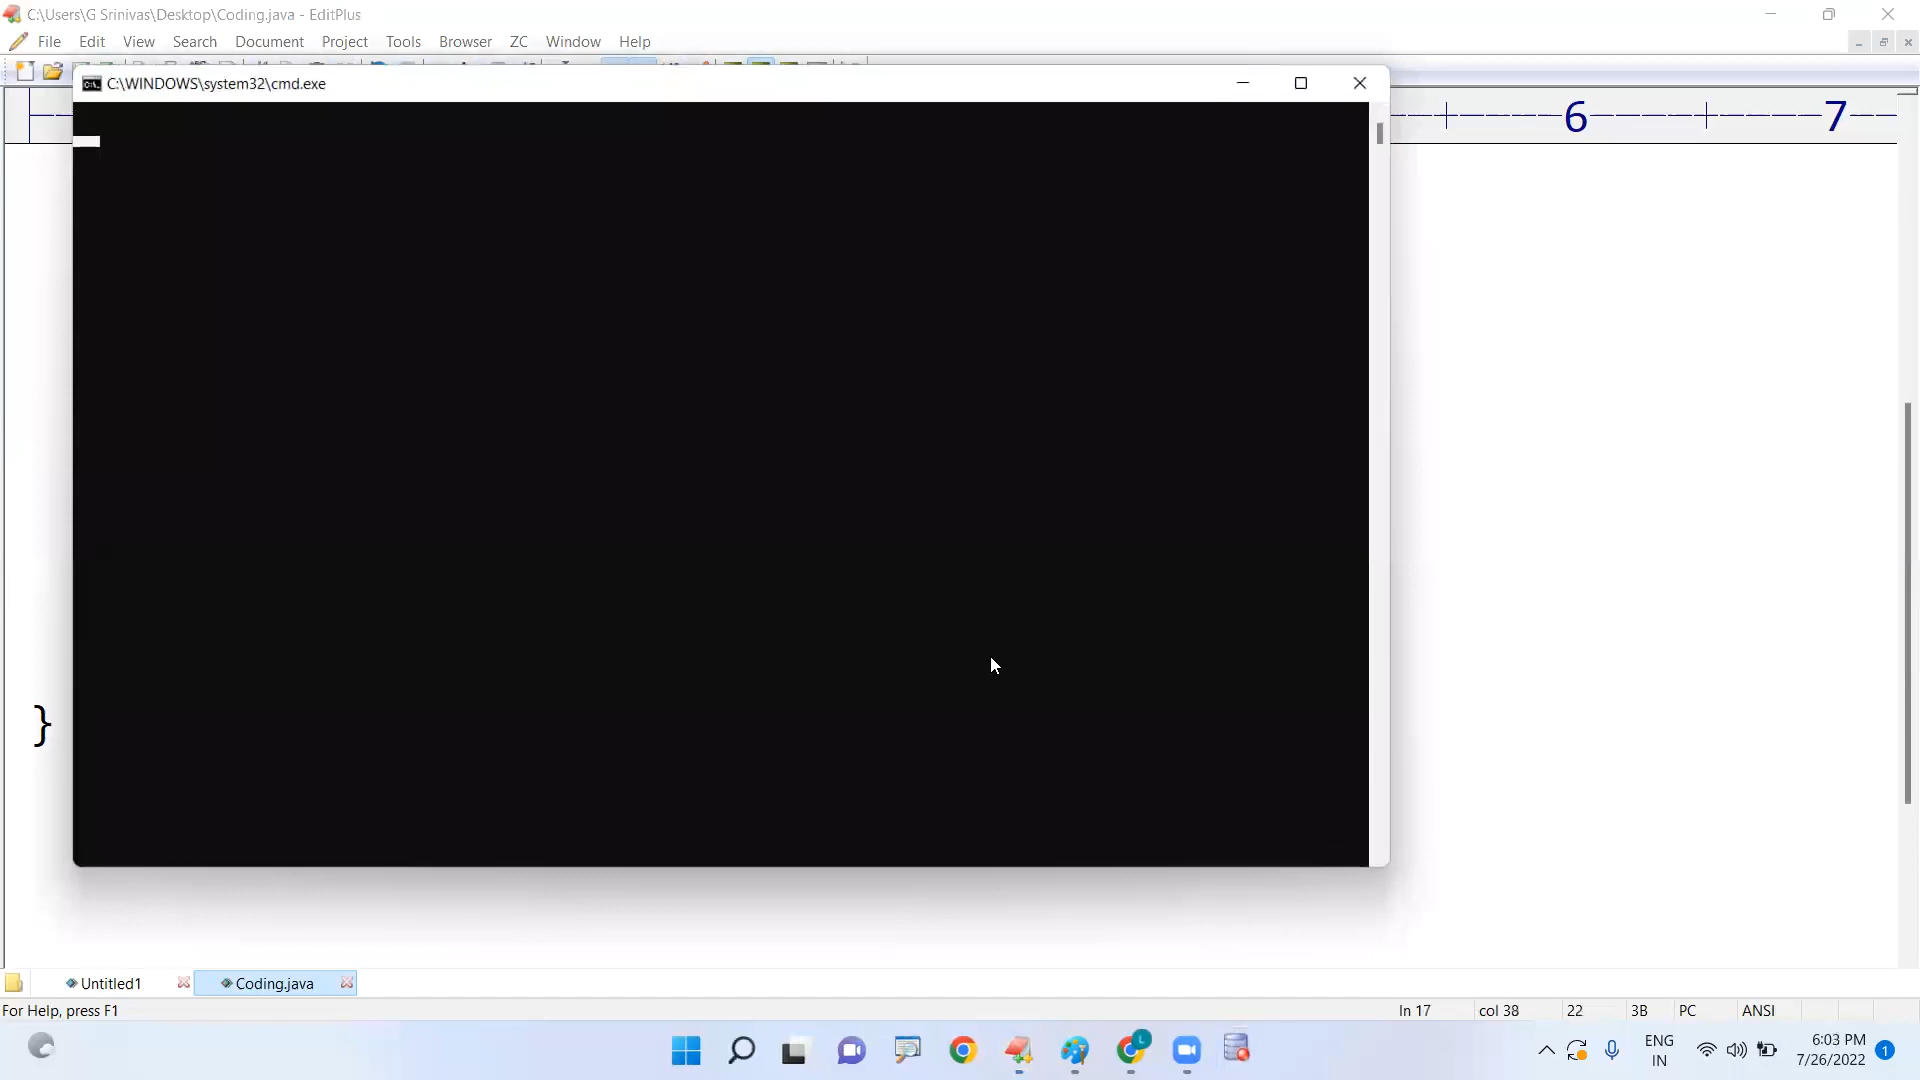 C:\Users\G Srinivas\Desktop\Coding.java - EditPlus
File Edit View Search Document Project Tools Browser ZC Window Help
C:\WINDOWS\system32\cmd.exe
6 7
}
Untitled1 Coding.java
For Help, press F1 ln 17 col 38 22 3B PC ANSI
L
ENG 6:03 PM
IN 7/26/2022 1